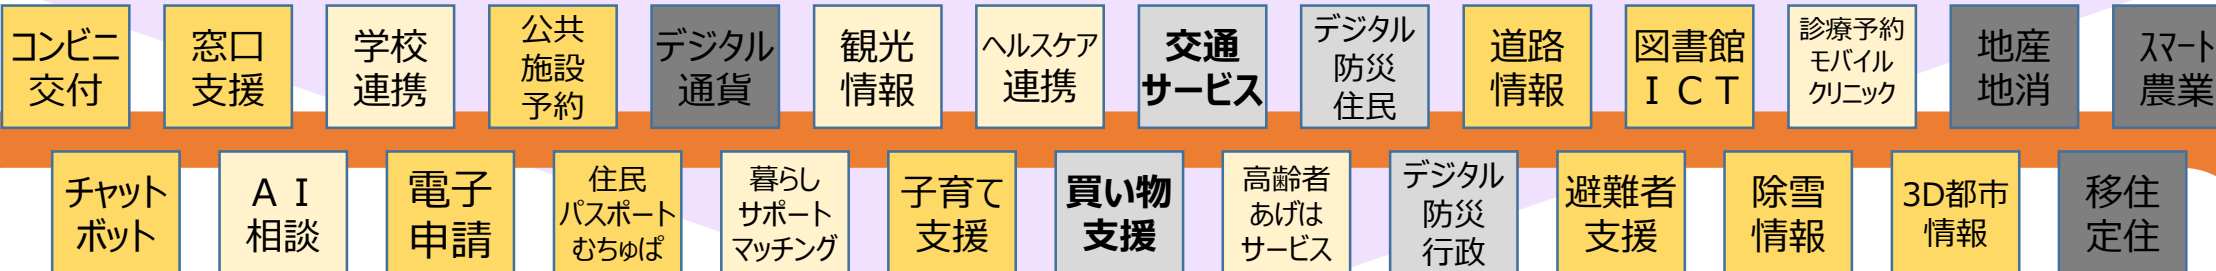 コンビニ
交付
窓口
支援
学校
連携
公共
施設
予約
デジタル
通貨
観光
情報
ヘルスケア
連携
交通
サービス
デジタル
防災
住民
道路
情報
図書館
ＩＣＴ
診療予約
モバイル
クリニック
地産
地消
スマート
農業
チャット
ボット
ＡＩ
相談
電子
申請
住民
パスポート
むちゅぱ
暮らし
サポート
マッチング
子育て
支援
買い物
支援
高齢者
あげは
サービス
デジタル
防災
行政
避難者
支援
除雪
情報
3D都市
情報
移住
定住